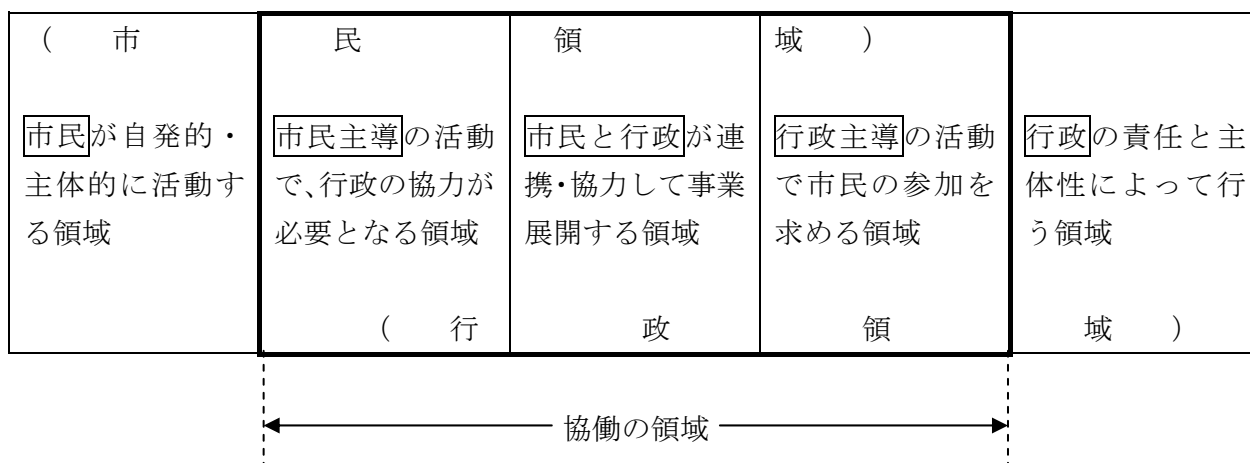 （　市　民　領　域　）
市民が自発的・
主体的に活動す
る領域
市民主導の活動
で、行政の協力が
必要となる領域
市民と行政が連
携・協力して事業
展開する領域
行政主導の活動
で市民の参加を
求める領域
行政の責任と主
体性によって行
う領域
（　行　政　領　域　）
協働の領域